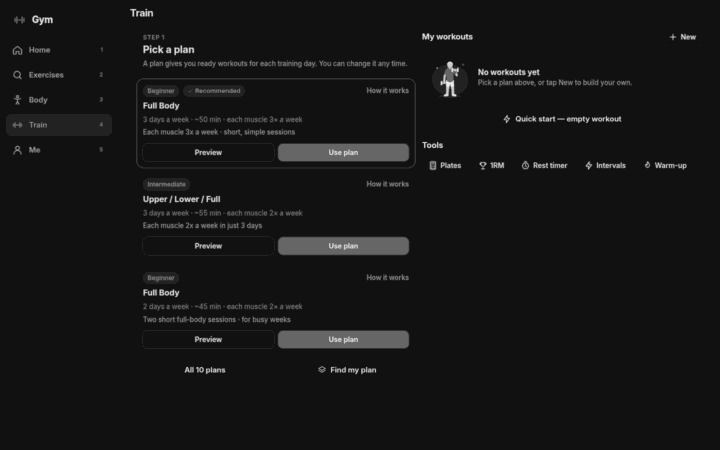 Gym
Home 1
Exercises 2
Body 3
Train 4
Me 5
Train
STEP 1
Pick a plan
A plan gives you ready workouts for each training day. You can change it any time.
Beginner ✓ Recommended How it works
Full Body
3 days a week · ~50 min · each muscle 3× a week
Each muscle 3x a week · short, simple sessions
Preview Use plan
Intermediate How it works
Upper / Lower / Full
3 days a week · ~55 min · each muscle 2× a week
Each muscle 2x a week in just 3 days
Preview Use plan
Beginner How it works
Full Body
2 days a week · ~45 min · each muscle 2× a week
Two short full-body sessions · for busy weeks
Preview Use plan
All 10 plans Find my plan
My workouts + New
No workouts yet
Pick a plan above, or tap New to build your own.
Quick start — empty workout
Tools
Plates 1RM Rest timer Intervals Warm-up